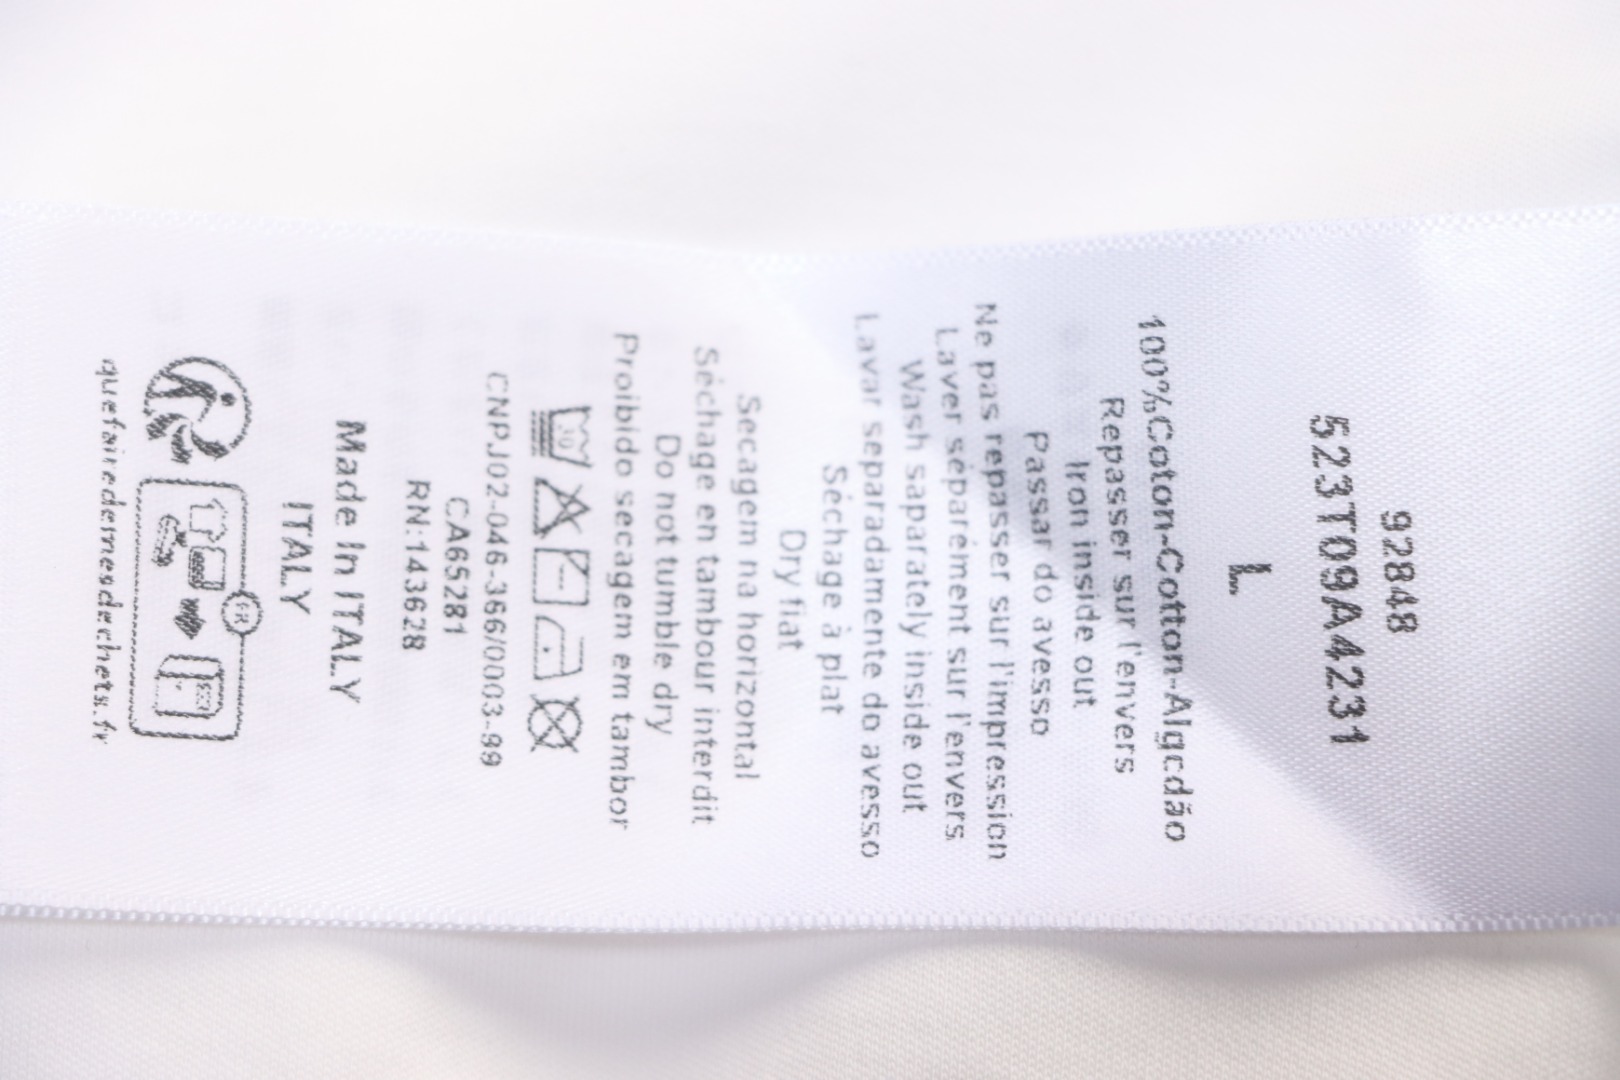 92848
523T09A4231
L
100%Coton-Cotton-Algcdão
Repasser sur l'envers
Iron inside out
Passar do avesso
Ne pas repasser sur l'impression
Laver séparément sur l'envers
Wash saparately inside out
Lavar separadamente do avesso
Séchage à plat
Dry flat
Secagem na horizontal
Séchage en tambour interdit
Do not tumble dry
Proibido secagem em tambor
30
CNPJ02-046-366/0003-99
CA65281
RN:143628
Made In ITALY
ITALY
FR
quefairedemesdechets.fr